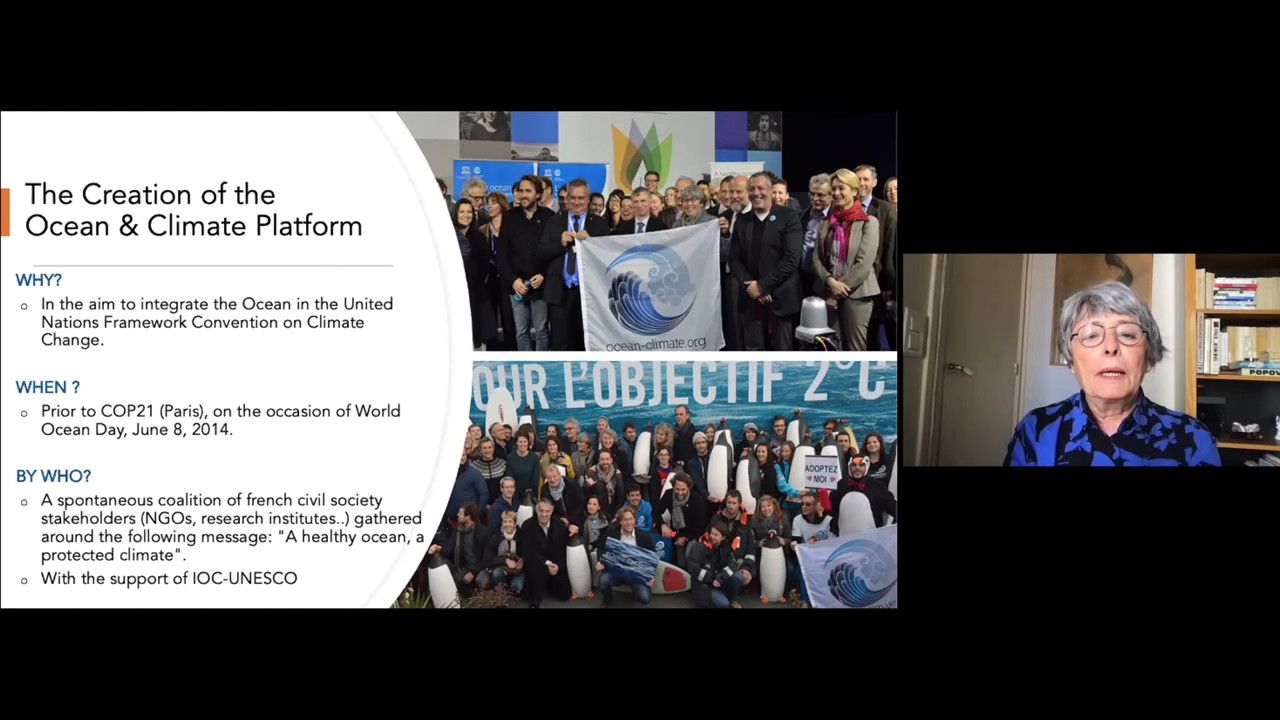 The Creation of the
Ocean & Climate Platform
WHY?
In the aim to integrate the Ocean in the United
Nations Framework Convention on Climate
Change.
WHEN ?
Prior to COP21 (Paris), on the occasion of World
Ocean Day, June 8, 2014.
BY WHO?
A spontaneous coalition of french civil society
stakeholders (NGOs, research institutes..) gathered
around the following message: "A healthy ocean, a
protected climate".
With the support of IOC-UNESCO
ocean-climate.org
POUR L'OBJECTIF 2°C
ADOPTEZ
MOI
POPO